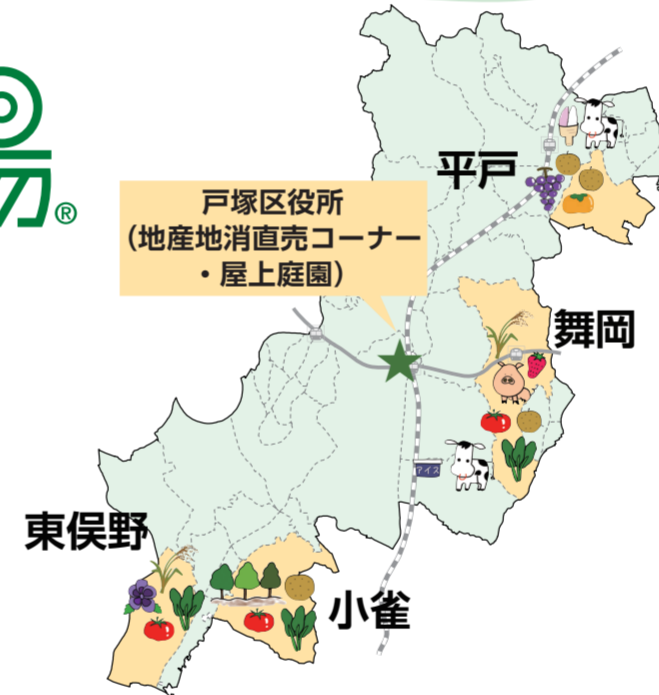 ®
平戸
戸塚区役所
（地産地消直売コーナー
・屋上庭園）
舞岡
アイス
東俣野
小雀